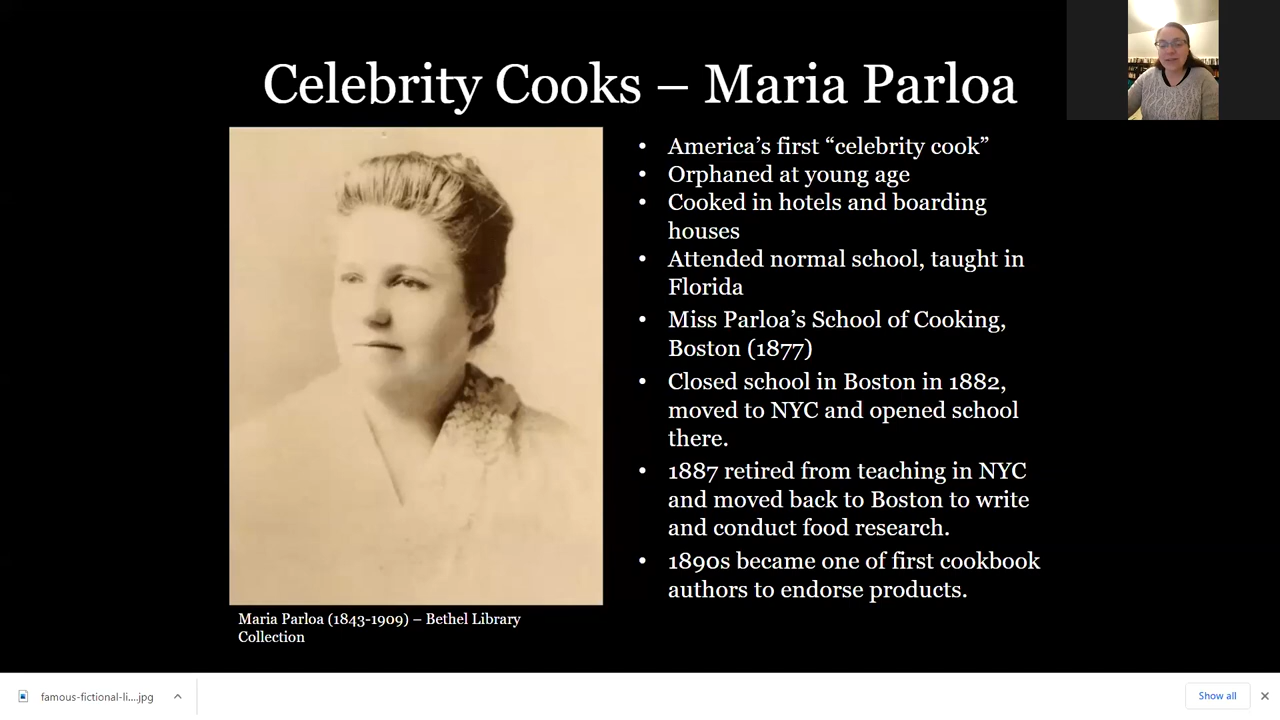 Celebrity Cooks – Maria Parloa
• America's first “celebrity cook”
• Orphaned at young age
• Cooked in hotels and boarding
houses
• Attended normal school, taught in
Florida
• Miss Parloa's School of Cooking,
Boston (1877)
• Closed school in Boston in 1882,
moved to NYC and opened school
there.
• 1887 retired from teaching in NYC
and moved back to Boston to write
and conduct food research.
• 1890s became one of first cookbook
authors to endorse products.
Maria Parloa (1843-1909) – Bethel Library
Collection
famous-fictional-li....jpg
Show all